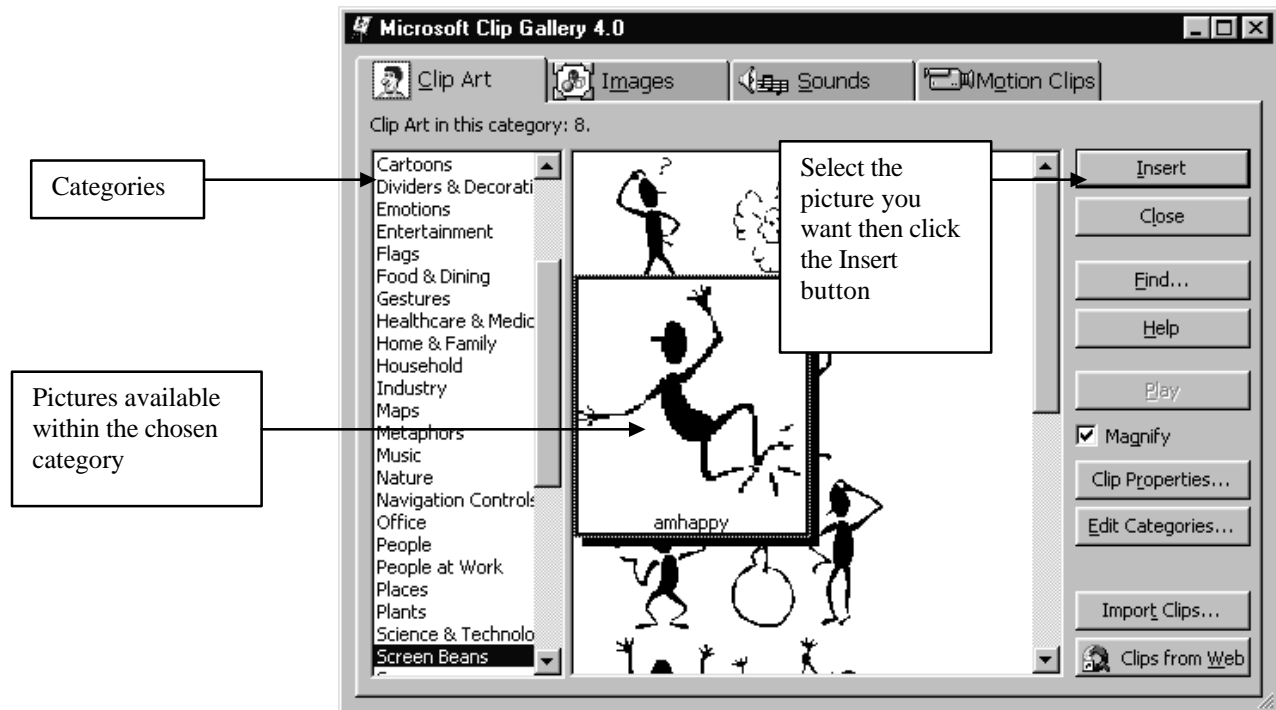 Microsoft Clip Gallery 4.0
Clip Art
Images
Sounds
Motion Clips
Clip Art in this category: 8.
Categories
Cartoons
Dividers & Decorati
Emotions
Entertainment
Flags
Food & Dining
Gestures
Healthcare & Medic
Home & Family
Household
Industry
Maps
Metaphors
Music
Nature
Navigation Controls
Office
People
People at Work
Places
Plants
Science & Technolo
Screen Beans
Pictures available
within the chosen
category
?
amhappy
Select the
picture you
want then click
the Insert
button
Insert
Close
Find...
Help
Play
Magnify
Clip Properties...
Edit Categories...
Import Clips...
Clips from Web